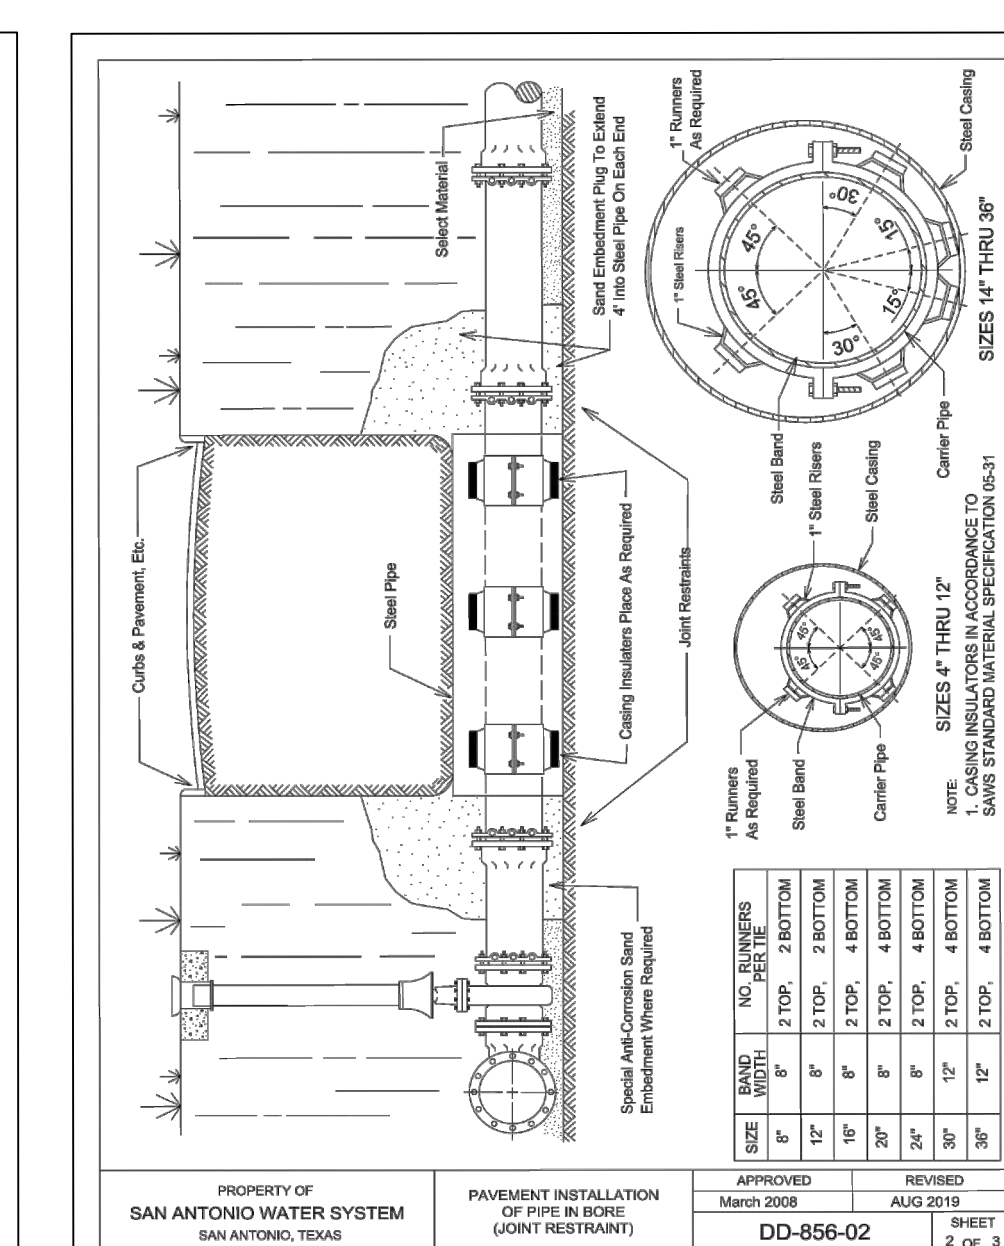 Curbs & Pavement, Etc.
Steel Pipe
Select Material
Sand Embedment Plug To Extend
4' Into Steel Pipe On Each End
Casing Insulaters Place As Required
Joint Restraints
Special Anti-Corrosion Sand
Embedment Where Required
1" Runners
As Required
1" Steel Risers
Steel Casing
45°
45°
30°
30°
15°
15°
Steel Band
Carrier Pipe
SIZES 14" THRU 36"
1" Runners
As Required
Steel Band
Carrier Pipe
1" Steel Risers
Steel Casing
45°
45°
45°
45°
SIZES 4" THRU 12"
NOTE:
1. CASING INSULATORS IN ACCORDANCE TO
SAWS STANDARD MATERIAL SPECIFICATION 05-31
SIZE BAND WIDTH NO. RUNNERS PER TIE
8" 8" 2 TOP, 2 BOTTOM
12" 8" 2 TOP, 2 BOTTOM
16" 8" 2 TOP, 4 BOTTOM
20" 8" 2 TOP, 4 BOTTOM
24" 8" 2 TOP, 4 BOTTOM
30" 12" 2 TOP, 4 BOTTOM
36" 12" 2 TOP, 4 BOTTOM
PROPERTY OF
SAN ANTONIO WATER SYSTEM
SAN ANTONIO, TEXAS
PAVEMENT INSTALLATION
OF PIPE IN BORE
(JOINT RESTRAINT)
APPROVED REVISED
March 2008 AUG 2019
DD-856-02
SHEET
2 OF 3